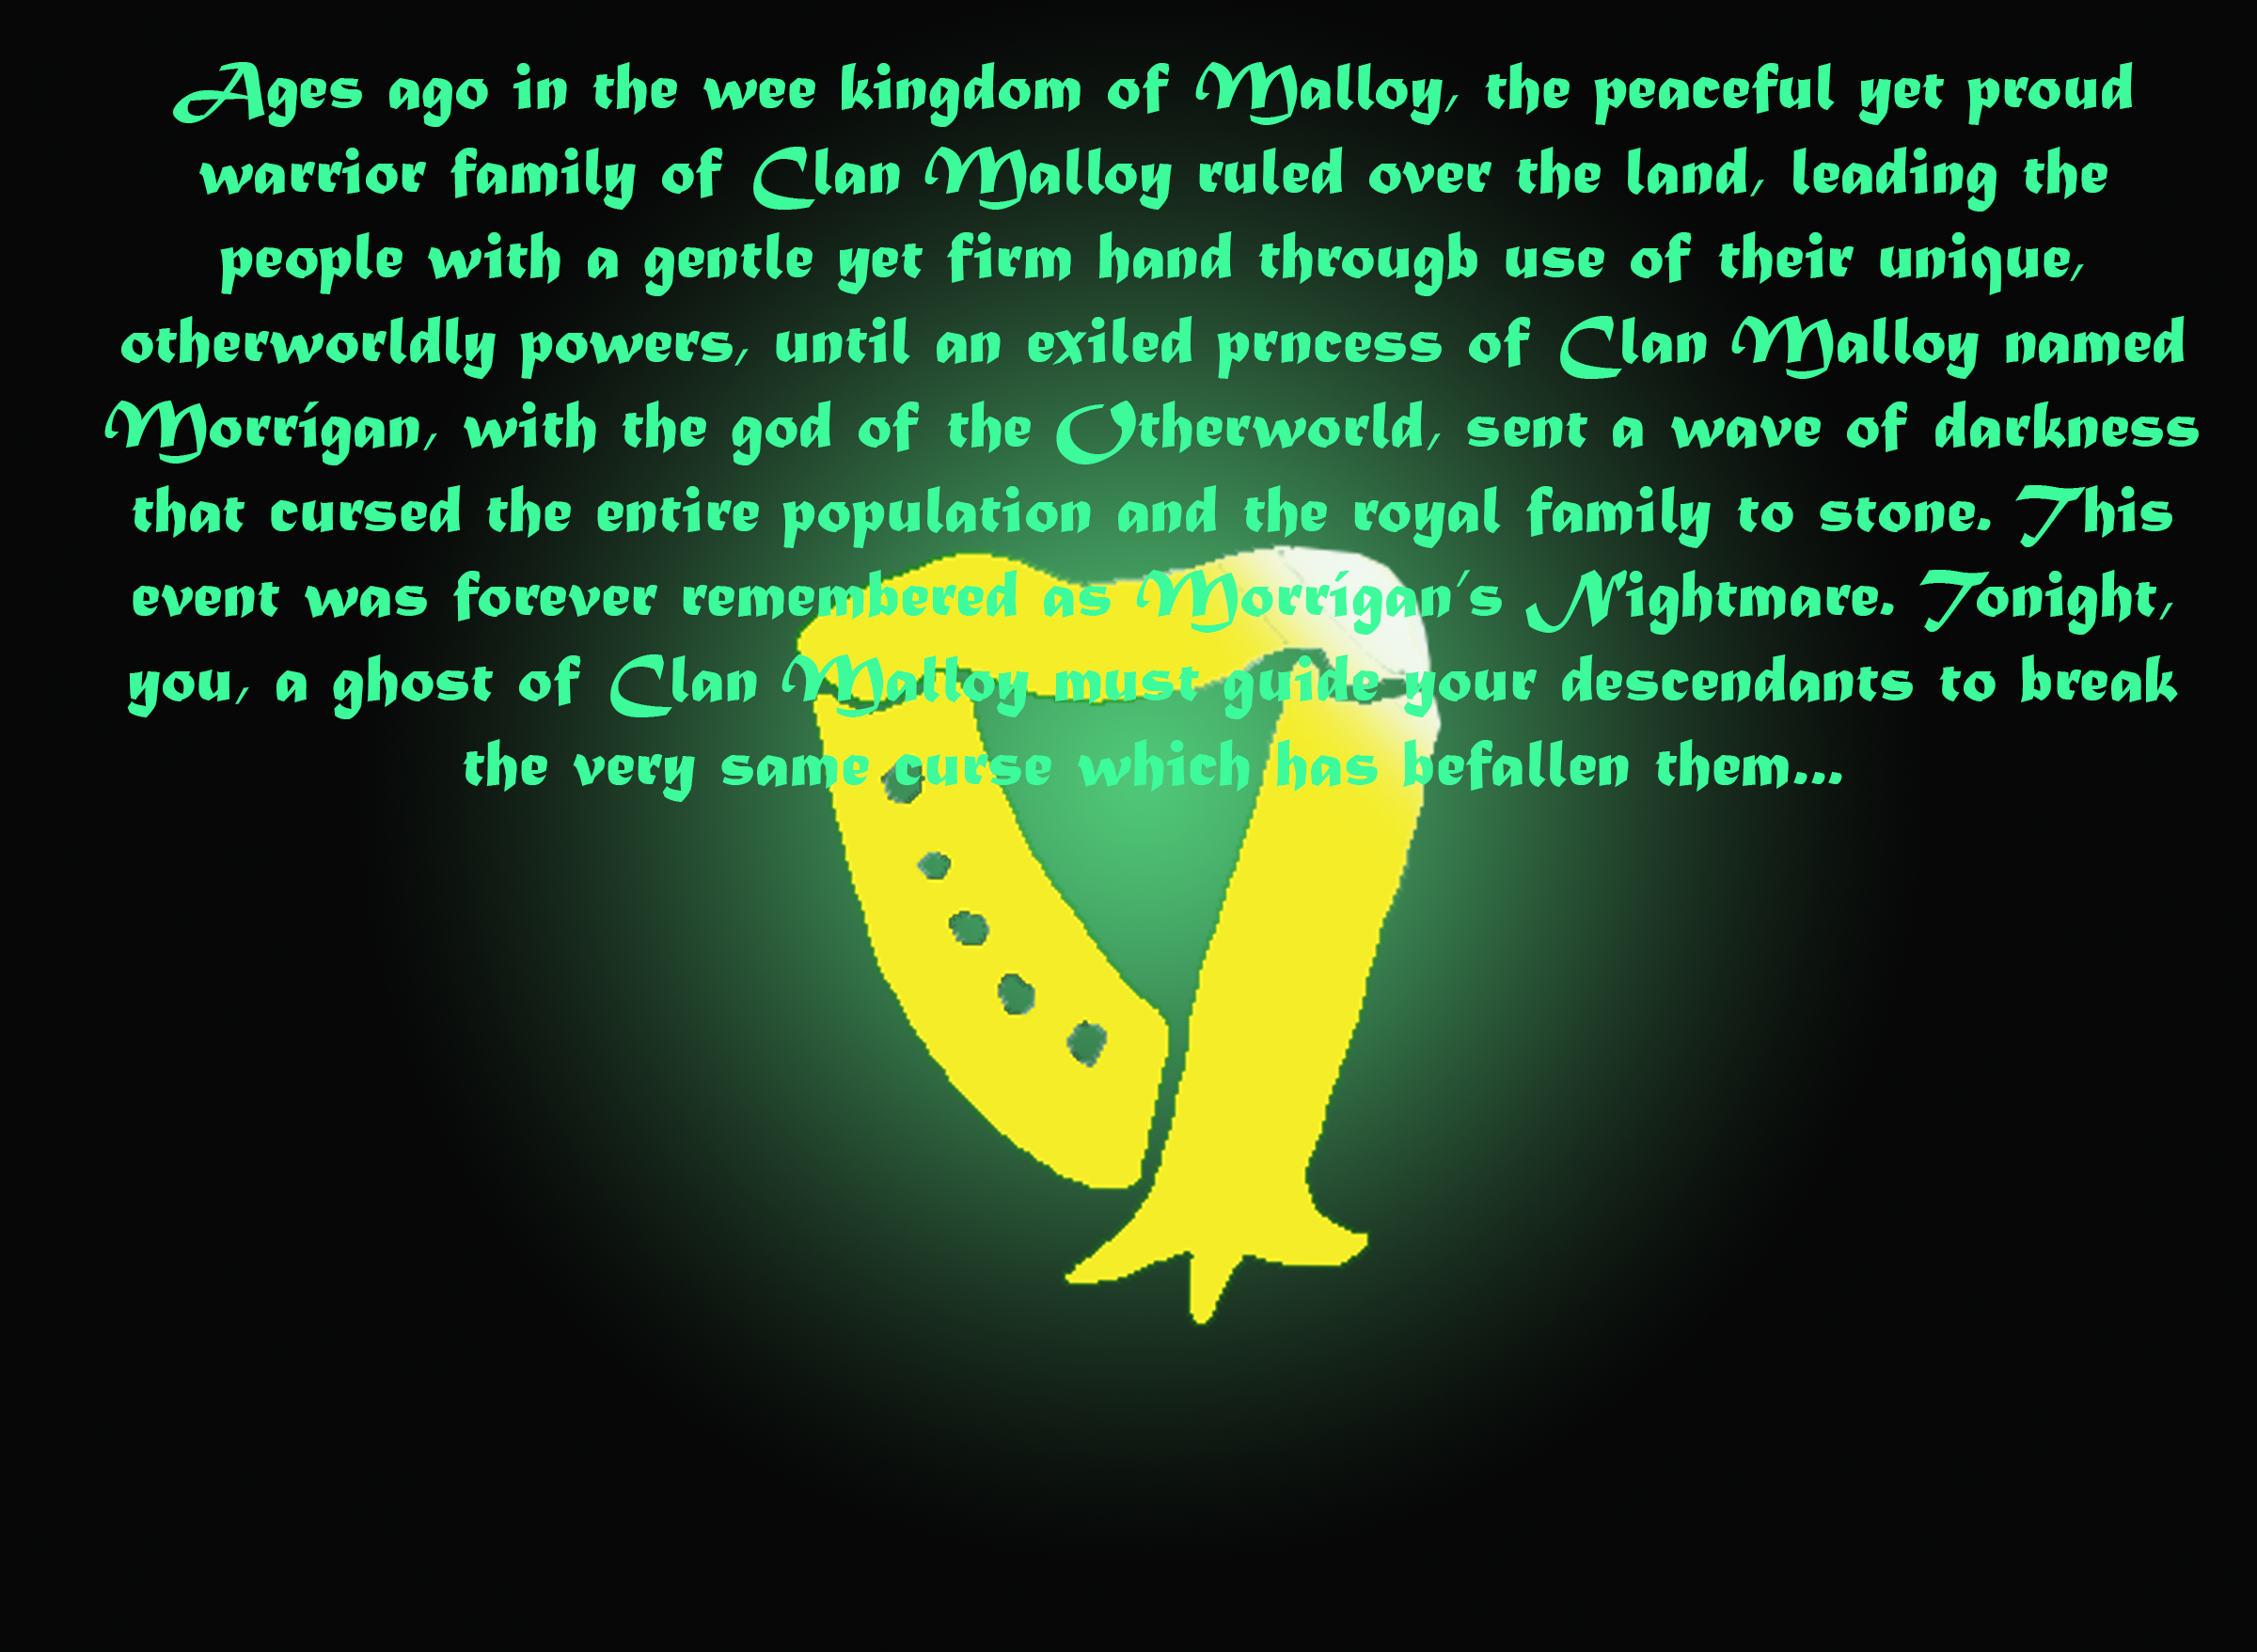 Ages ago in the wee kingdom of Malloy, the peaceful yet proud
warrior family of Clan Malloy ruled over the land, leading the
people with a gentle yet firm hand througb use of their unique,
otherworldly powers, until an exiled prncess of Clan Malloy named
Morrígan, with the god of the Otherworld, sent a wave of darkness
that cursed the entire population and the royal family to stone. This
event was forever remembered as Morrígan's Nightmare. Tonight,
you, a ghost of Clan Malloy must guide your descendants to break
the very same curse which has befallen them...